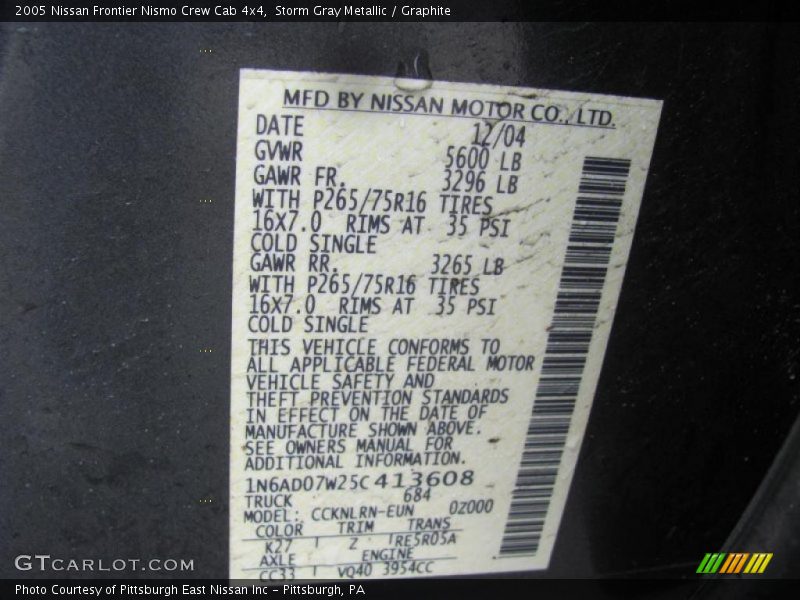 2005 Nissan Frontier Nismo Crew Cab 4x4, Storm Gray Metallic / Graphite
MFD BY NISSAN MOTOR CO., LTD.
DATE 12/04
GVWR 5600 LB
GAWR FR. 3296 LB
WITH P265/75R16 TIRES
16X7.0 RIMS AT 35 PSI
COLD SINGLE
GAWR RR. 3265 LB
WITH P265/75R16 TIRES
16X7.0 RIMS AT 35 PSI
COLD SINGLE
THIS VEHICLE CONFORMS TO
ALL APPLICABLE FEDERAL MOTOR
VEHICLE SAFETY AND
THEFT PREVENTION STANDARDS
IN EFFECT ON THE DATE OF
MANUFACTURE SHOWN ABOVE.
SEE OWNERS MANUAL FOR
ADDITIONAL INFORMATION.
1N6AD07W25C413608
TRUCK 684
MODEL: CCKNLRN-EUN 0Z000
COLOR TRIM TRANS
K27 Z RE5R05A
AXLE ENGINE
CC33 VQ40 3954CC
GTCARLOT.COM
Photo Courtesy of Pittsburgh East Nissan Inc - Pittsburgh, PA